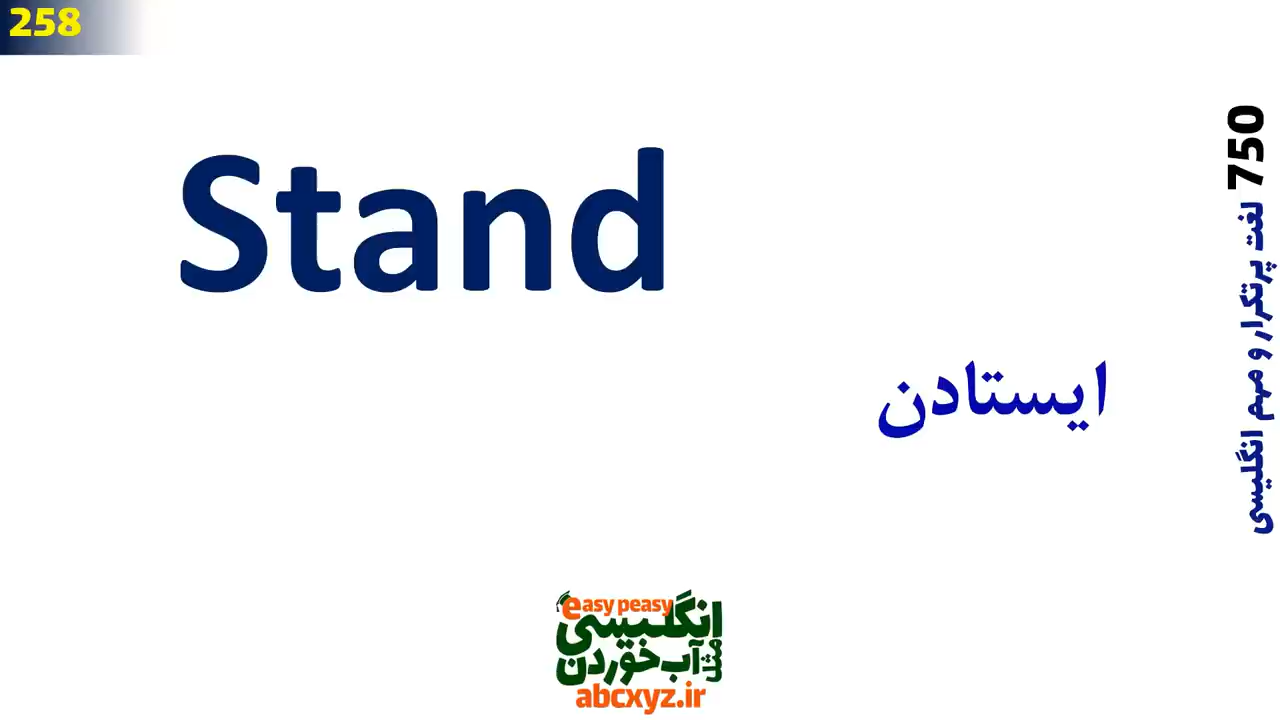 258
Stand
ایستادن
750 لغت پرتکرار و مهم انگلیسی
easy peasy
انگلیسی
مثل آب خوردن
abcxyz.ir